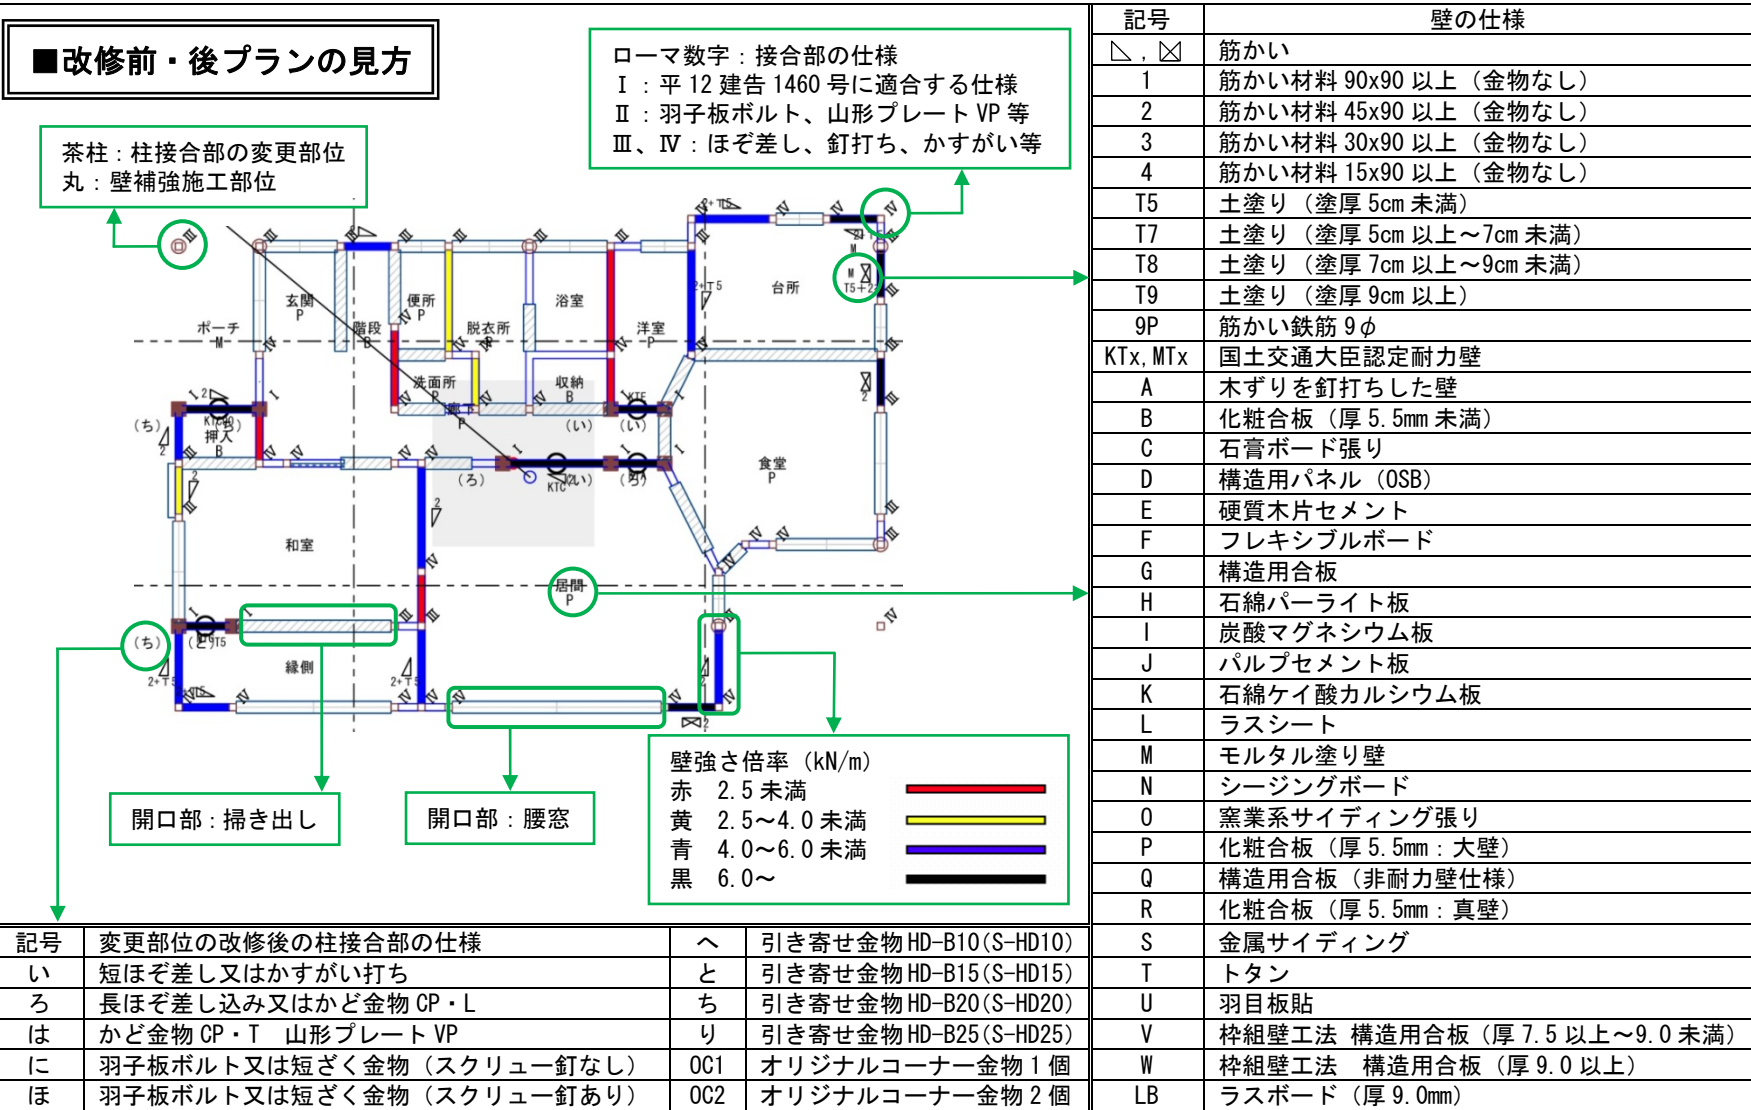 ■改修前・後プランの見方
茶柱：柱接合部の変更部位
丸：壁補強施工部位
ローマ数字：接合部の仕様
Ⅰ：平12建告1460号に適合する仕様
Ⅱ：羽子板ボルト、山形プレートVP等
Ⅲ、Ⅳ：ほぞ差し、釘打ち、かすがい等
玄関
P
ポーチ
M
階段
B
便所
P
脱衣所
P
浴室
洋室
P
台所
M
T5+2
洗面所
P
廊下
P
収納
B
押入
B
食堂
P
和室
居間
P
縁側
(ち)
(ち)
(い)
(い)
(ろ)
(い)
(ろ)
(ち)
(と)
開口部：掃き出し
開口部：腰窓
壁強さ倍率（kN/m）
赤 2.5未満
黄 2.5～4.0未満
青 4.0～6.0未満
黒 6.0～
記号 変更部位の改修後の柱接合部の仕様
い 短ほぞ差し又はかすがい打ち
ろ 長ほぞ差し込み又はかど金物CP・L
は かど金物CP・T 山形プレートVP
に 羽子板ボルト又は短ざく金物（スクリュー釘なし）
ほ 羽子板ボルト又は短ざく金物（スクリュー釘あり）
へ 引き寄せ金物HD-B10(S-HD10)
と 引き寄せ金物HD-B15(S-HD15)
ち 引き寄せ金物HD-B20(S-HD20)
り 引き寄せ金物HD-B25(S-HD25)
OC1 オリジナルコーナー金物1個
OC2 オリジナルコーナー金物2個
記号 壁の仕様
筋かい
1 筋かい材料90x90以上（金物なし）
2 筋かい材料45x90以上（金物なし）
3 筋かい材料30x90以上（金物なし）
4 筋かい材料15x90以上（金物なし）
T5 土塗り（塗厚5cm未満）
T7 土塗り（塗厚5cm以上～7cm未満）
T8 土塗り（塗厚7cm以上～9cm未満）
T9 土塗り（塗厚9cm以上）
9P 筋かい鉄筋9φ
KTx,MTx 国土交通大臣認定耐力壁
A 木ずりを釘打ちした壁
B 化粧合板（厚5.5mm未満）
C 石膏ボード張り
D 構造用パネル（OSB）
E 硬質木片セメント
F フレキシブルボード
G 構造用合板
H 石綿パーライト板
I 炭酸マグネシウム板
J パルプセメント板
K 石綿ケイ酸カルシウム板
L ラスシート
M モルタル塗り壁
N シージングボード
O 窯業系サイディング張り
P 化粧合板（厚5.5mm：大壁）
Q 構造用合板（非耐力壁仕様）
R 化粧合板（厚5.5mm：真壁）
S 金属サイディング
T トタン
U 羽目板貼
V 枠組壁工法 構造用合板（厚7.5以上～9.0未満）
W 枠組壁工法 構造用合板（厚9.0以上）
LB ラスボード（厚9.0mm）